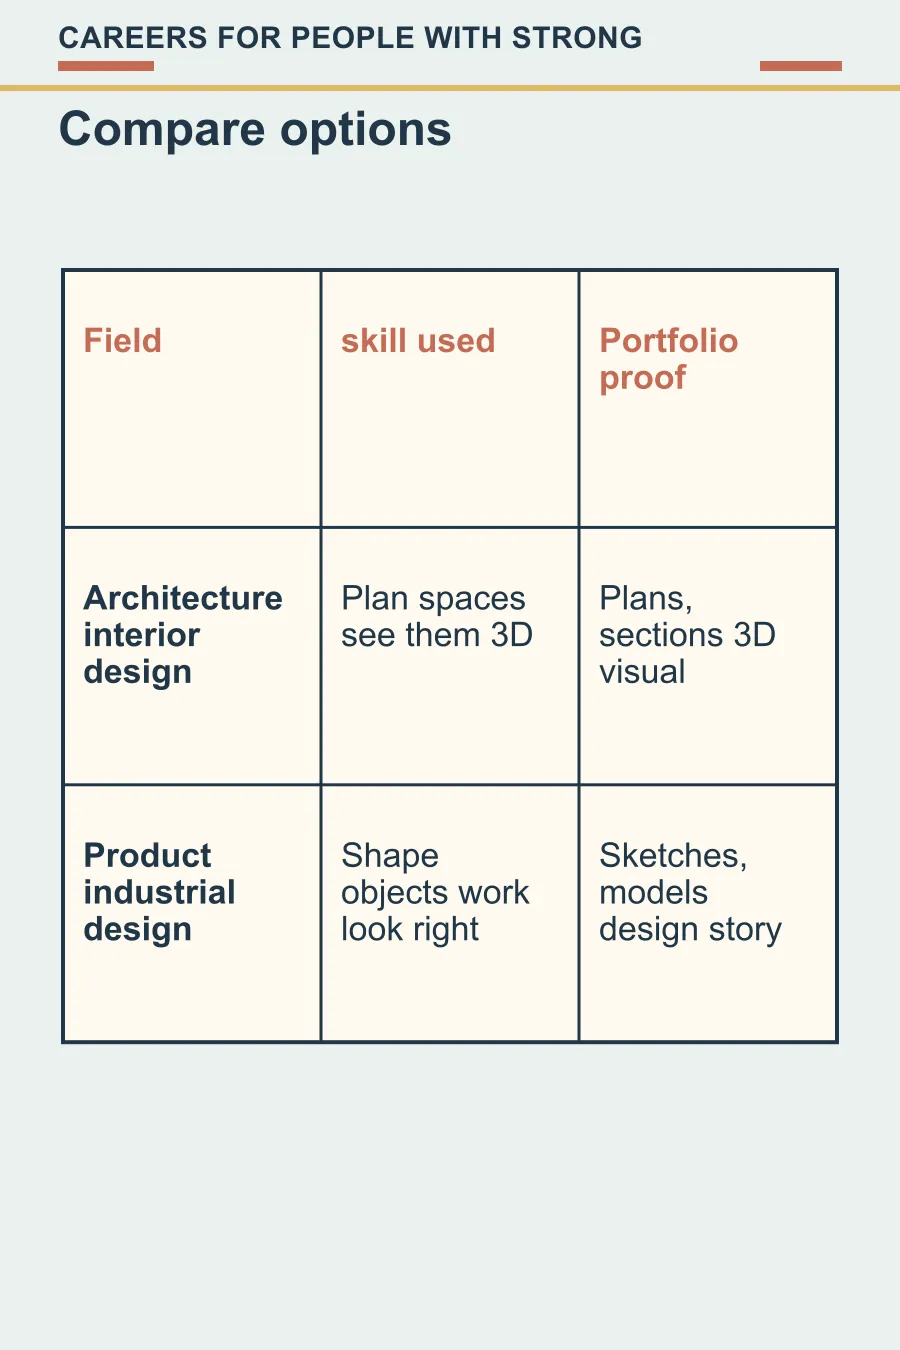 CAREERS FOR PEOPLE WITH STRONG
Compare options
Field
skill used
Portfolio
proof
Architecture
interior
design
Plan spaces
see them 3D
Plans,
sections 3D
visual
Product
industrial
design
Shape
objects work
look right
Sketches,
models
design story